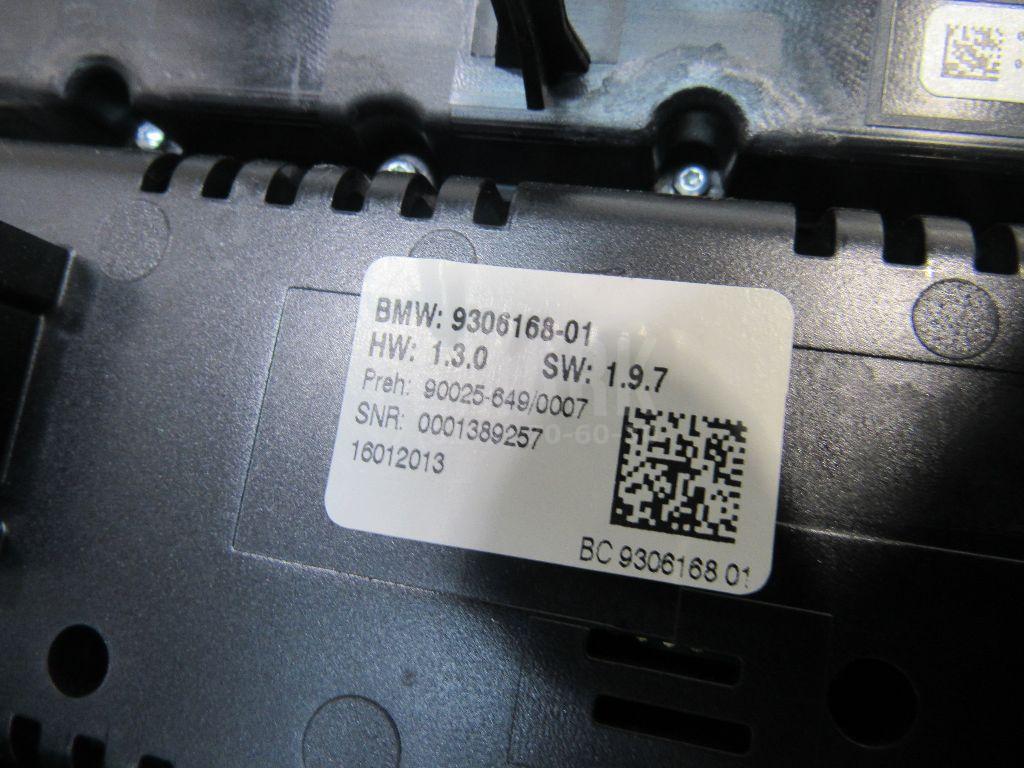 BMW: 9306168-01
HW: 1.3.0 SW: 1.9.7
Preh: 90025-649/0007
SNR: 0001389257
16012013
BC 9306168 01